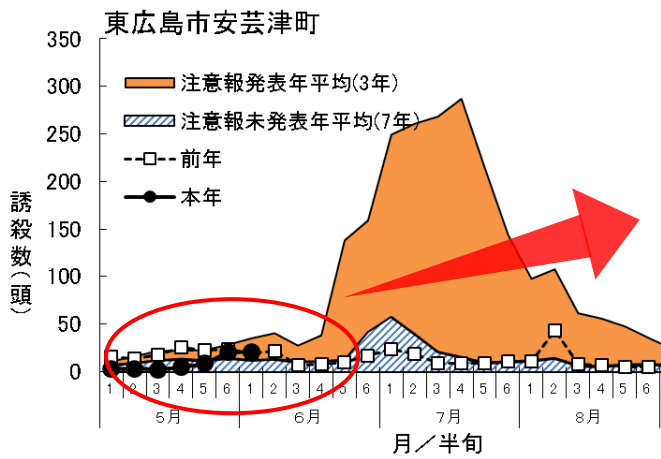 東広島市安芸津町
350
300
250
200
150
100
50
0
注意報発表年平均(3年)
注意報未発表年平均(7年)
前年
本年
誘殺数(頭)
1 2 3 4 5 6 1 2 3 4 5 6 1 2 3 4 5 6 1 2 3 4 5 6
5月 6月 7月 8月
月／半旬